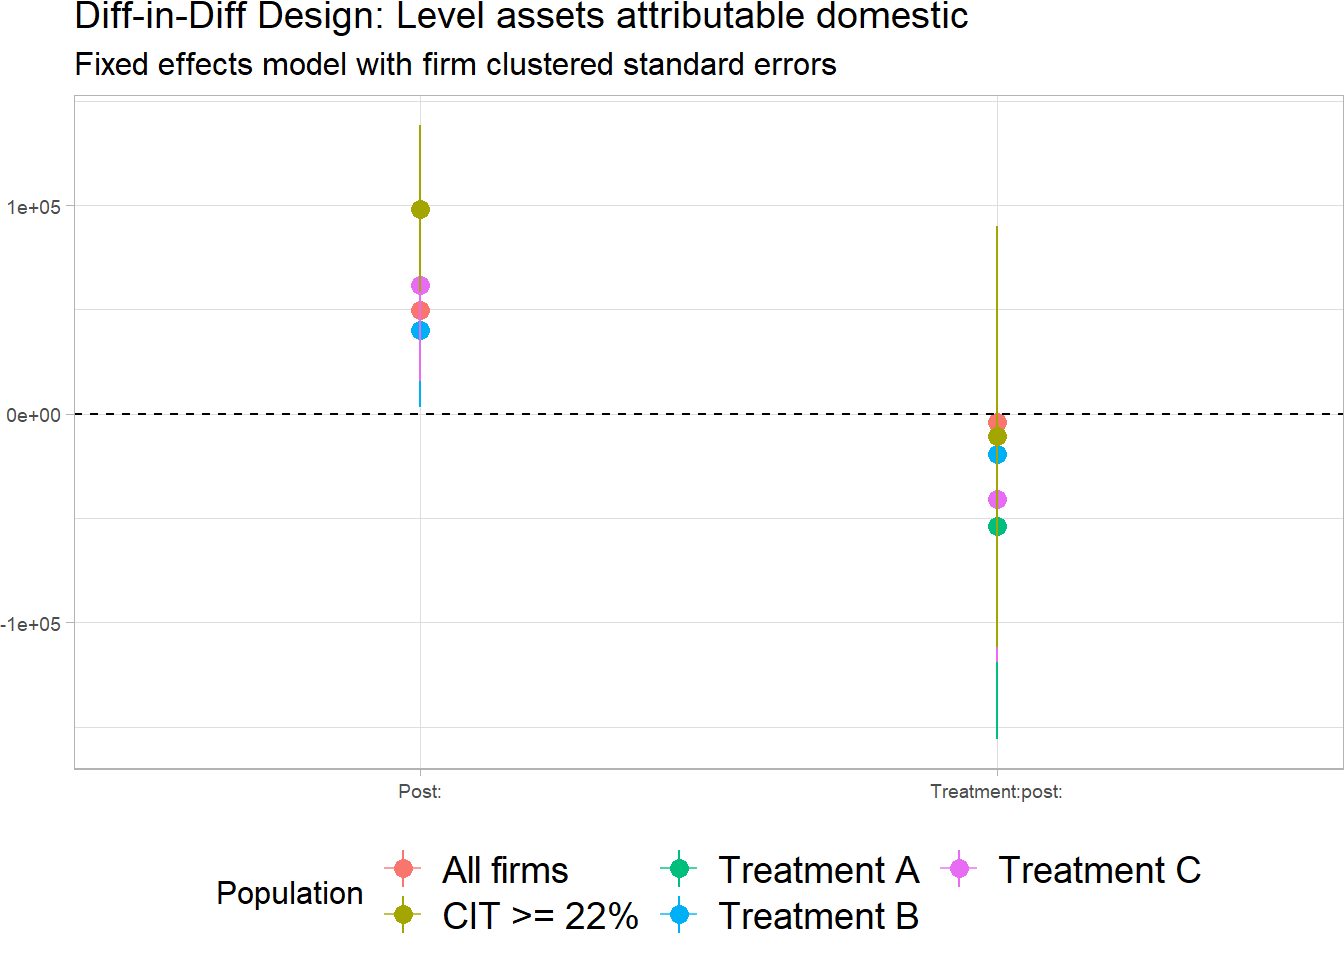 Diff-in-Diff Design: Level assets attributable domestic
Fixed effects model with firm clustered standard errors
1e+05
0e+00
-1e+05
Post:
Treatment:post:
Population
All firms
Treatment A
Treatment C
CIT >= 22%
Treatment B